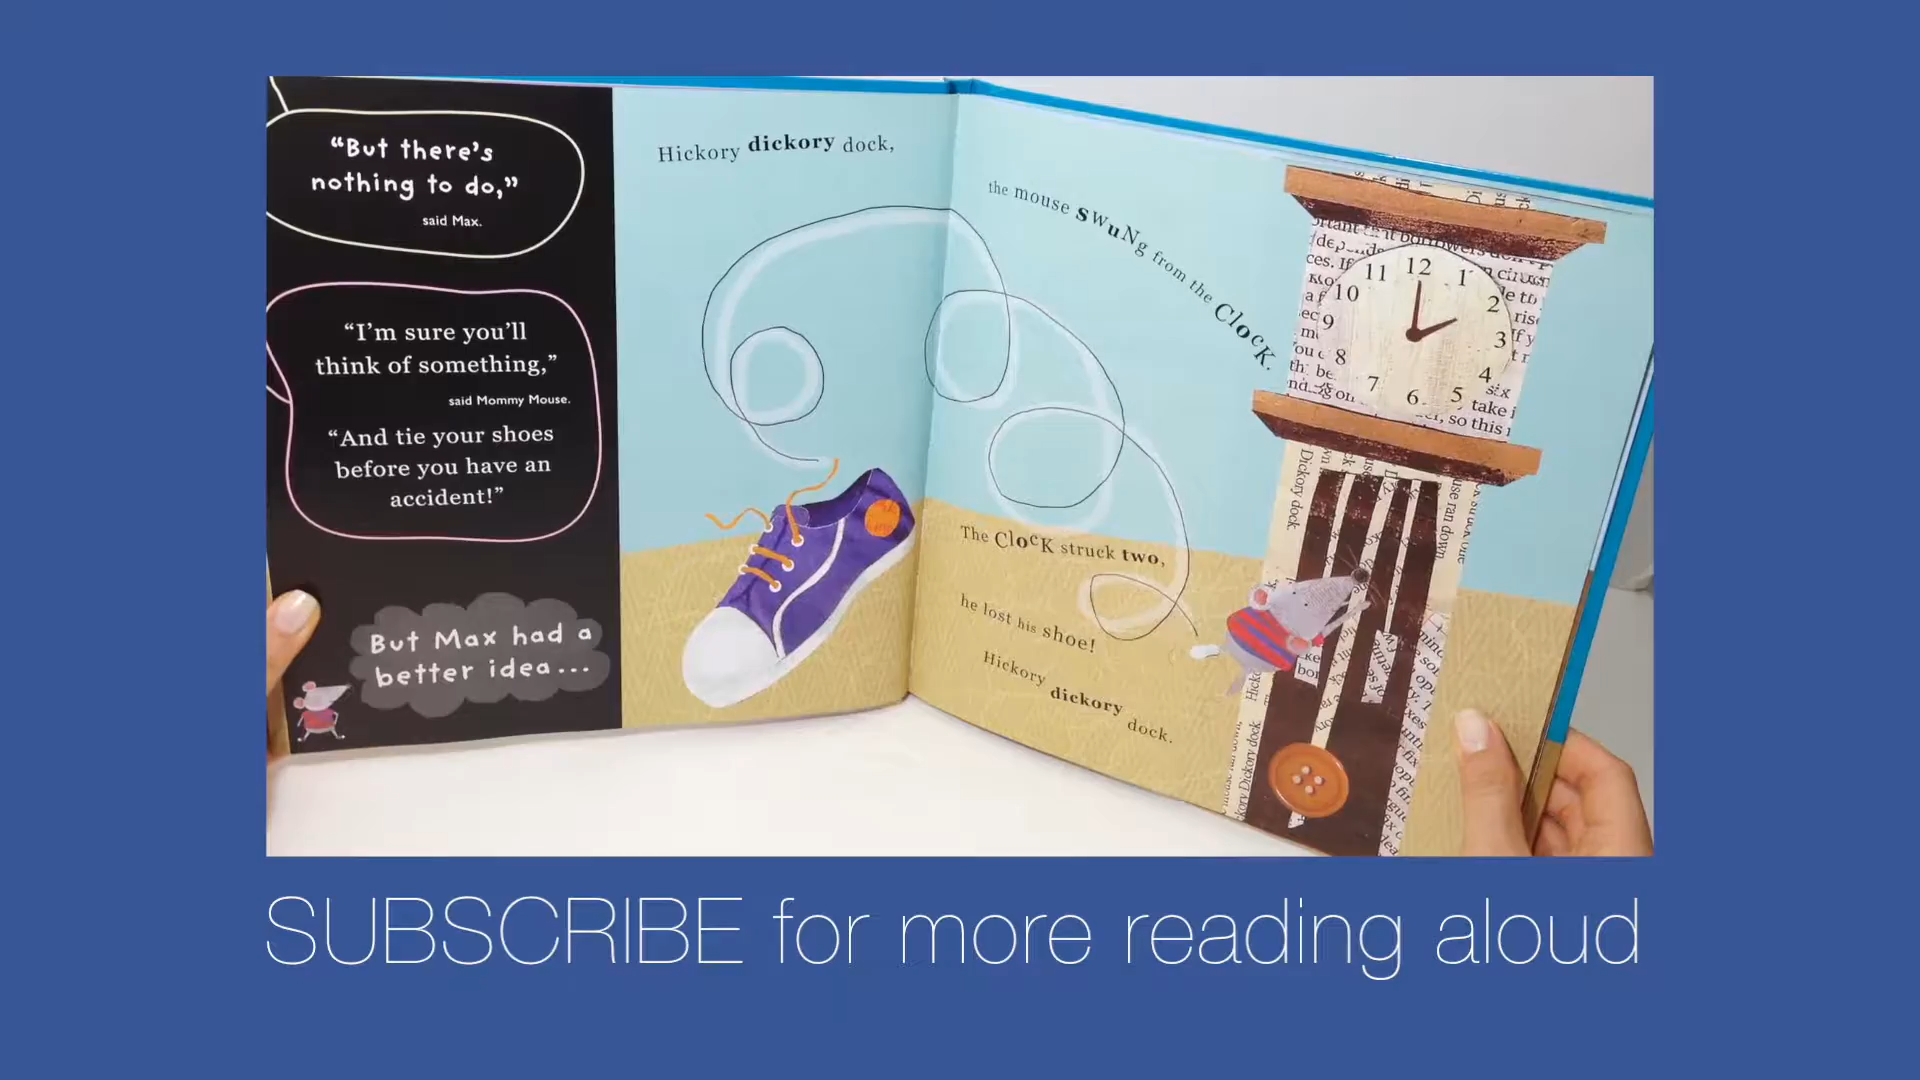 “But there’s
nothing to do,”
said Max.
“I’m sure you’ll
think of something,”
said Mommy Mouse.
“And tie your shoes
before you have an
accident!”
But Max had a
better idea...
Hickory dickory dock,
the mouse swuNg from the ClocK.
12
1
2
3
4
5
6
7
8
9
10
11
The ClocK struck two,
he lost his shoe!
Hickory
dickory
dock.
SUBSCRIBE for more reading aloud